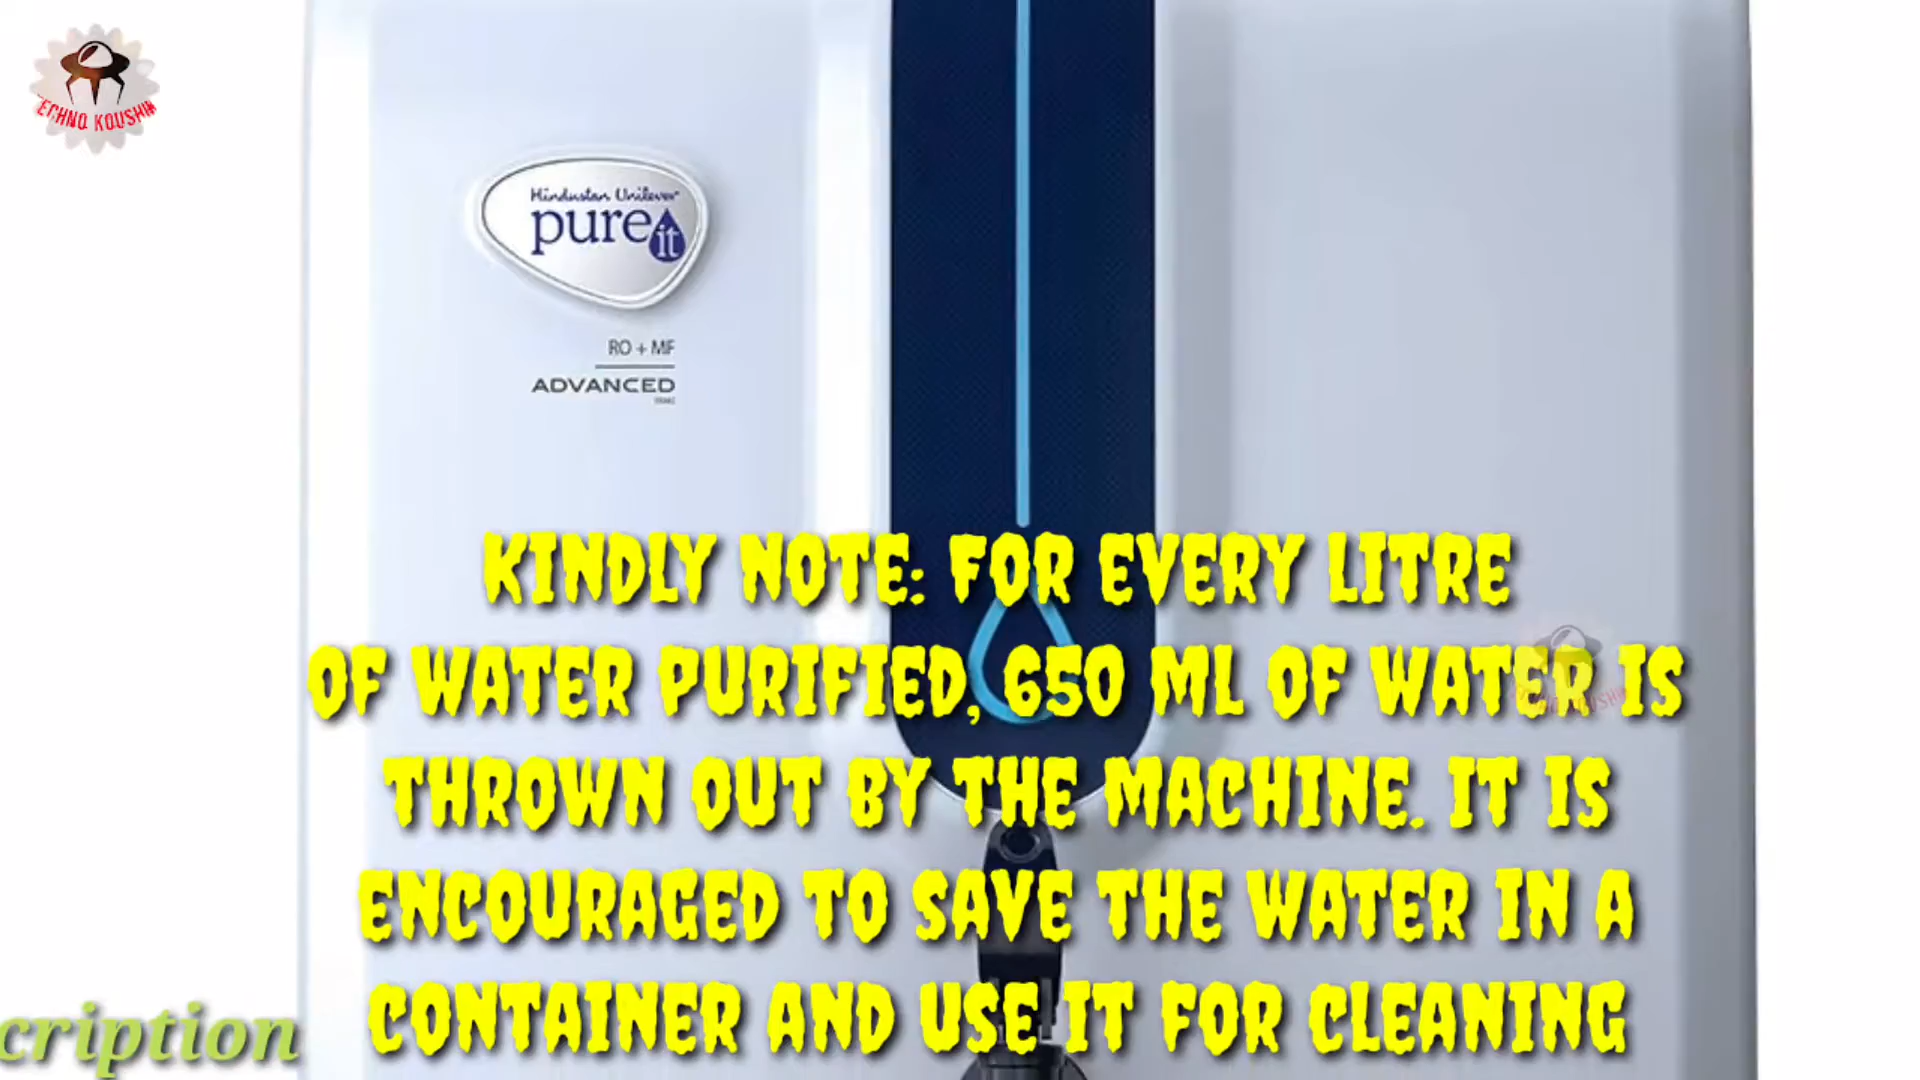 TECHNO KOUSHIK
Hindustan Unilever
pure it
RO + MF
ADVANCED
KINDLY NOTE: FOR EVERY LITRE
OF WATER PURIFIED, 650 ML OF WATER IS
THROWN OUT BY THE MACHINE. IT IS
ENCOURAGED TO SAVE THE WATER IN A
CONTAINER AND USE IT FOR CLEANING
cription